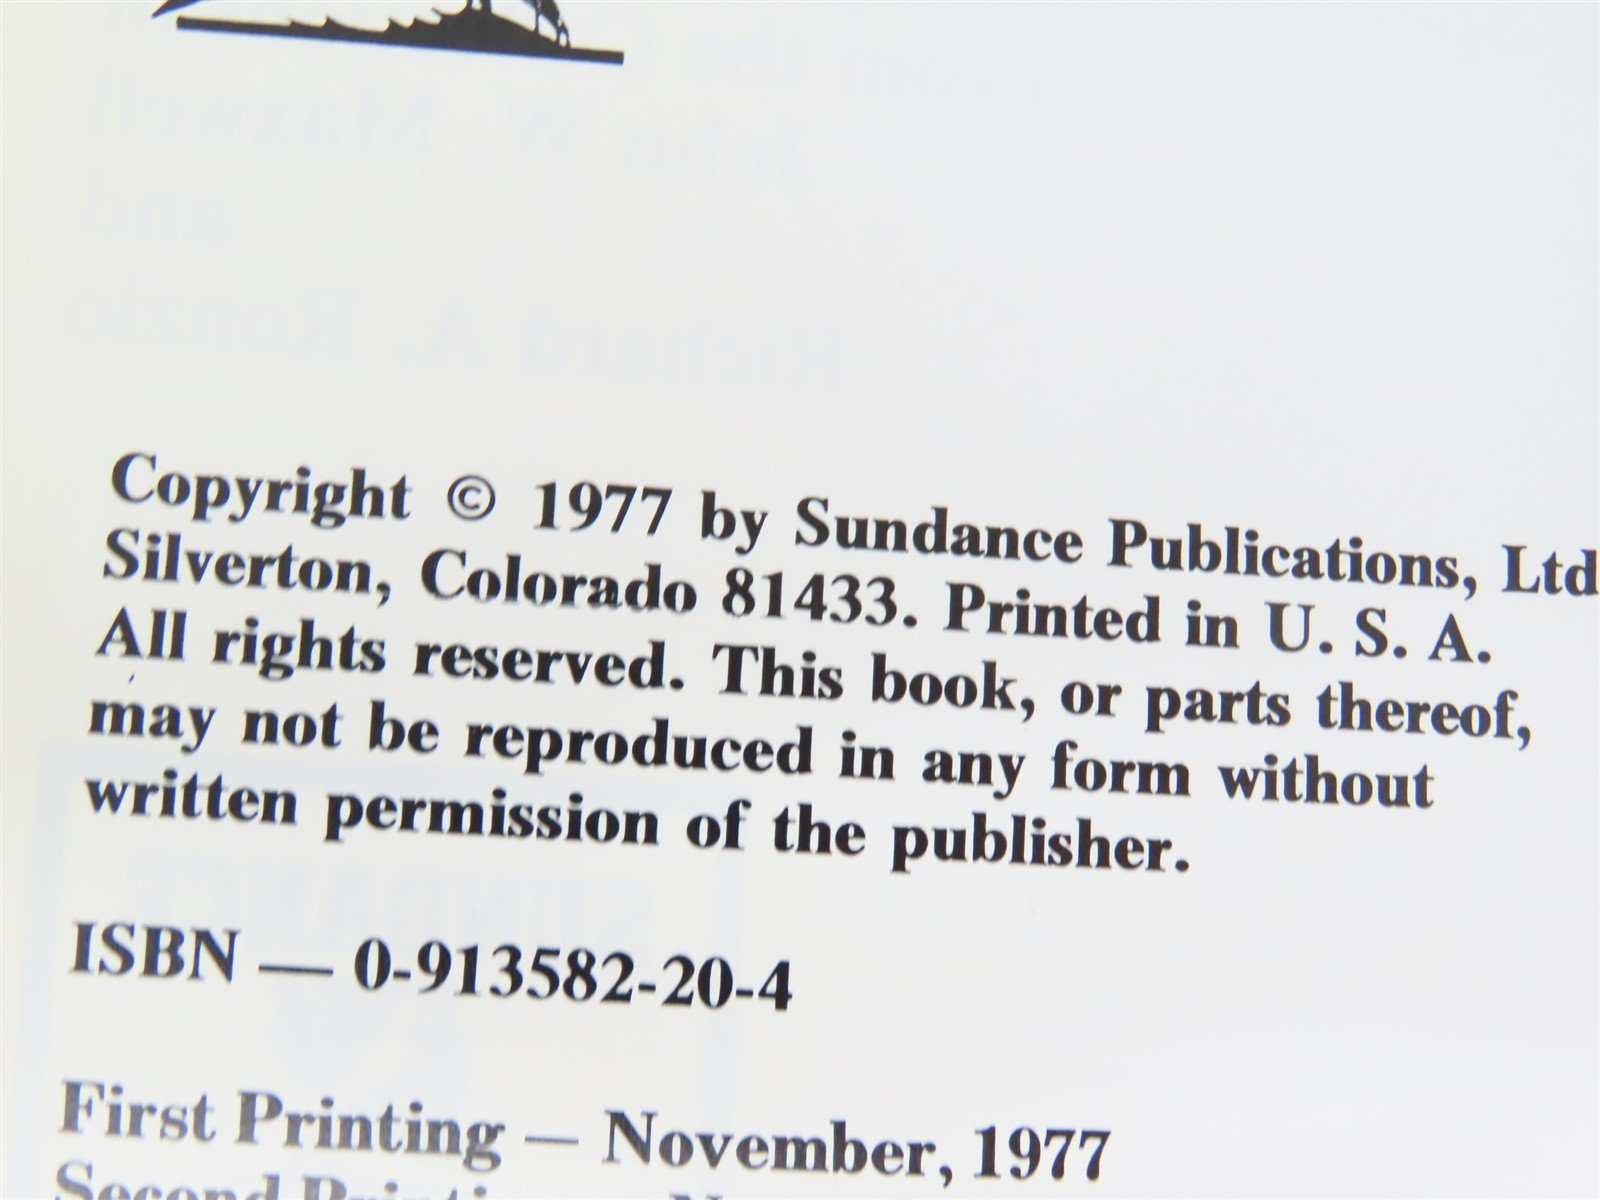 Copyright © 1977 by Sundance Publications, Ltd
Silverton, Colorado 81433. Printed in U. S. A.
All rights reserved. This book, or parts thereof,
may not be reproduced in any form without
written permission of the publisher.
ISBN — 0-913582-20-4
First Printing — November, 1977
Second Printing